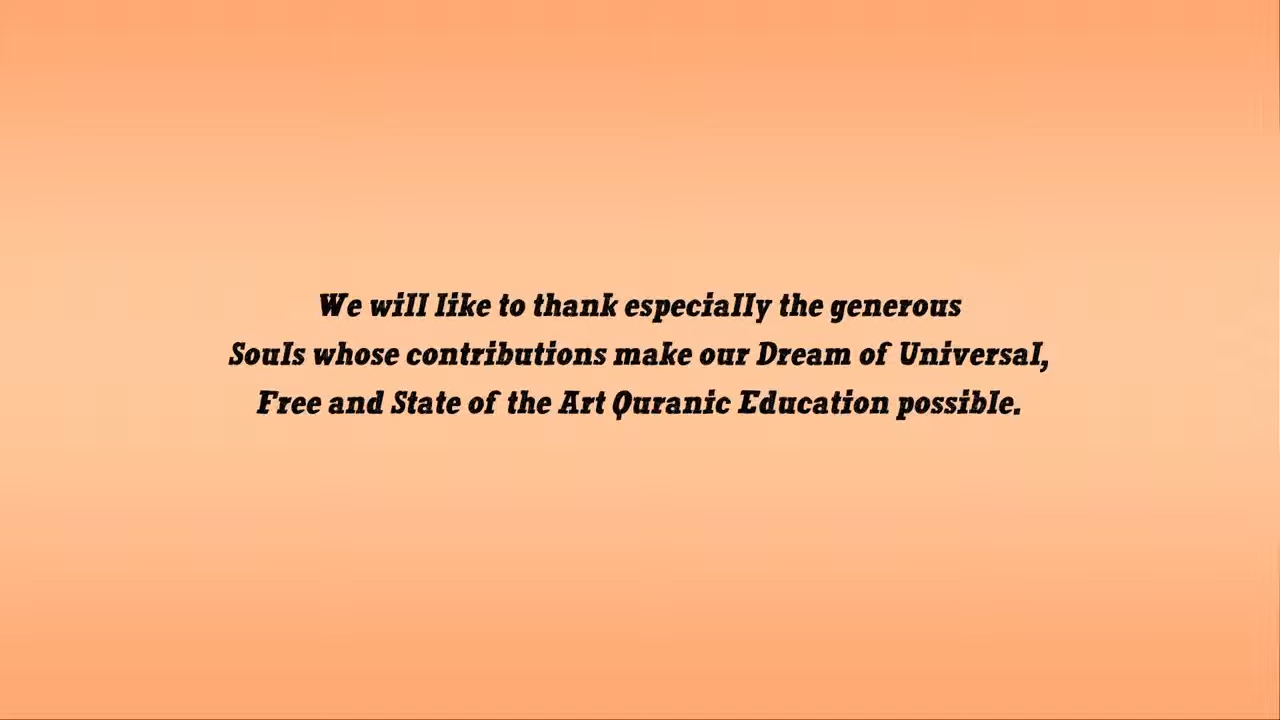 We will like to thank especially the generous
Souls whose contributions make our Dream of Universal,
Free and State of the Art Quranic Education possible.